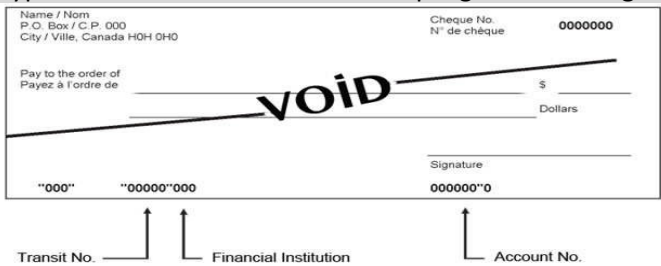 Name / Nom
P.O. Box / C.P. 000
City / Ville, Canada H0H 0H0
Cheque No.
N° de chèque
0000000
Pay to the order of
Payez à l'ordre de
$
VOID
Dollars
Signature
"000" "00000"000 000000"0
Transit No. Financial Institution Account No.